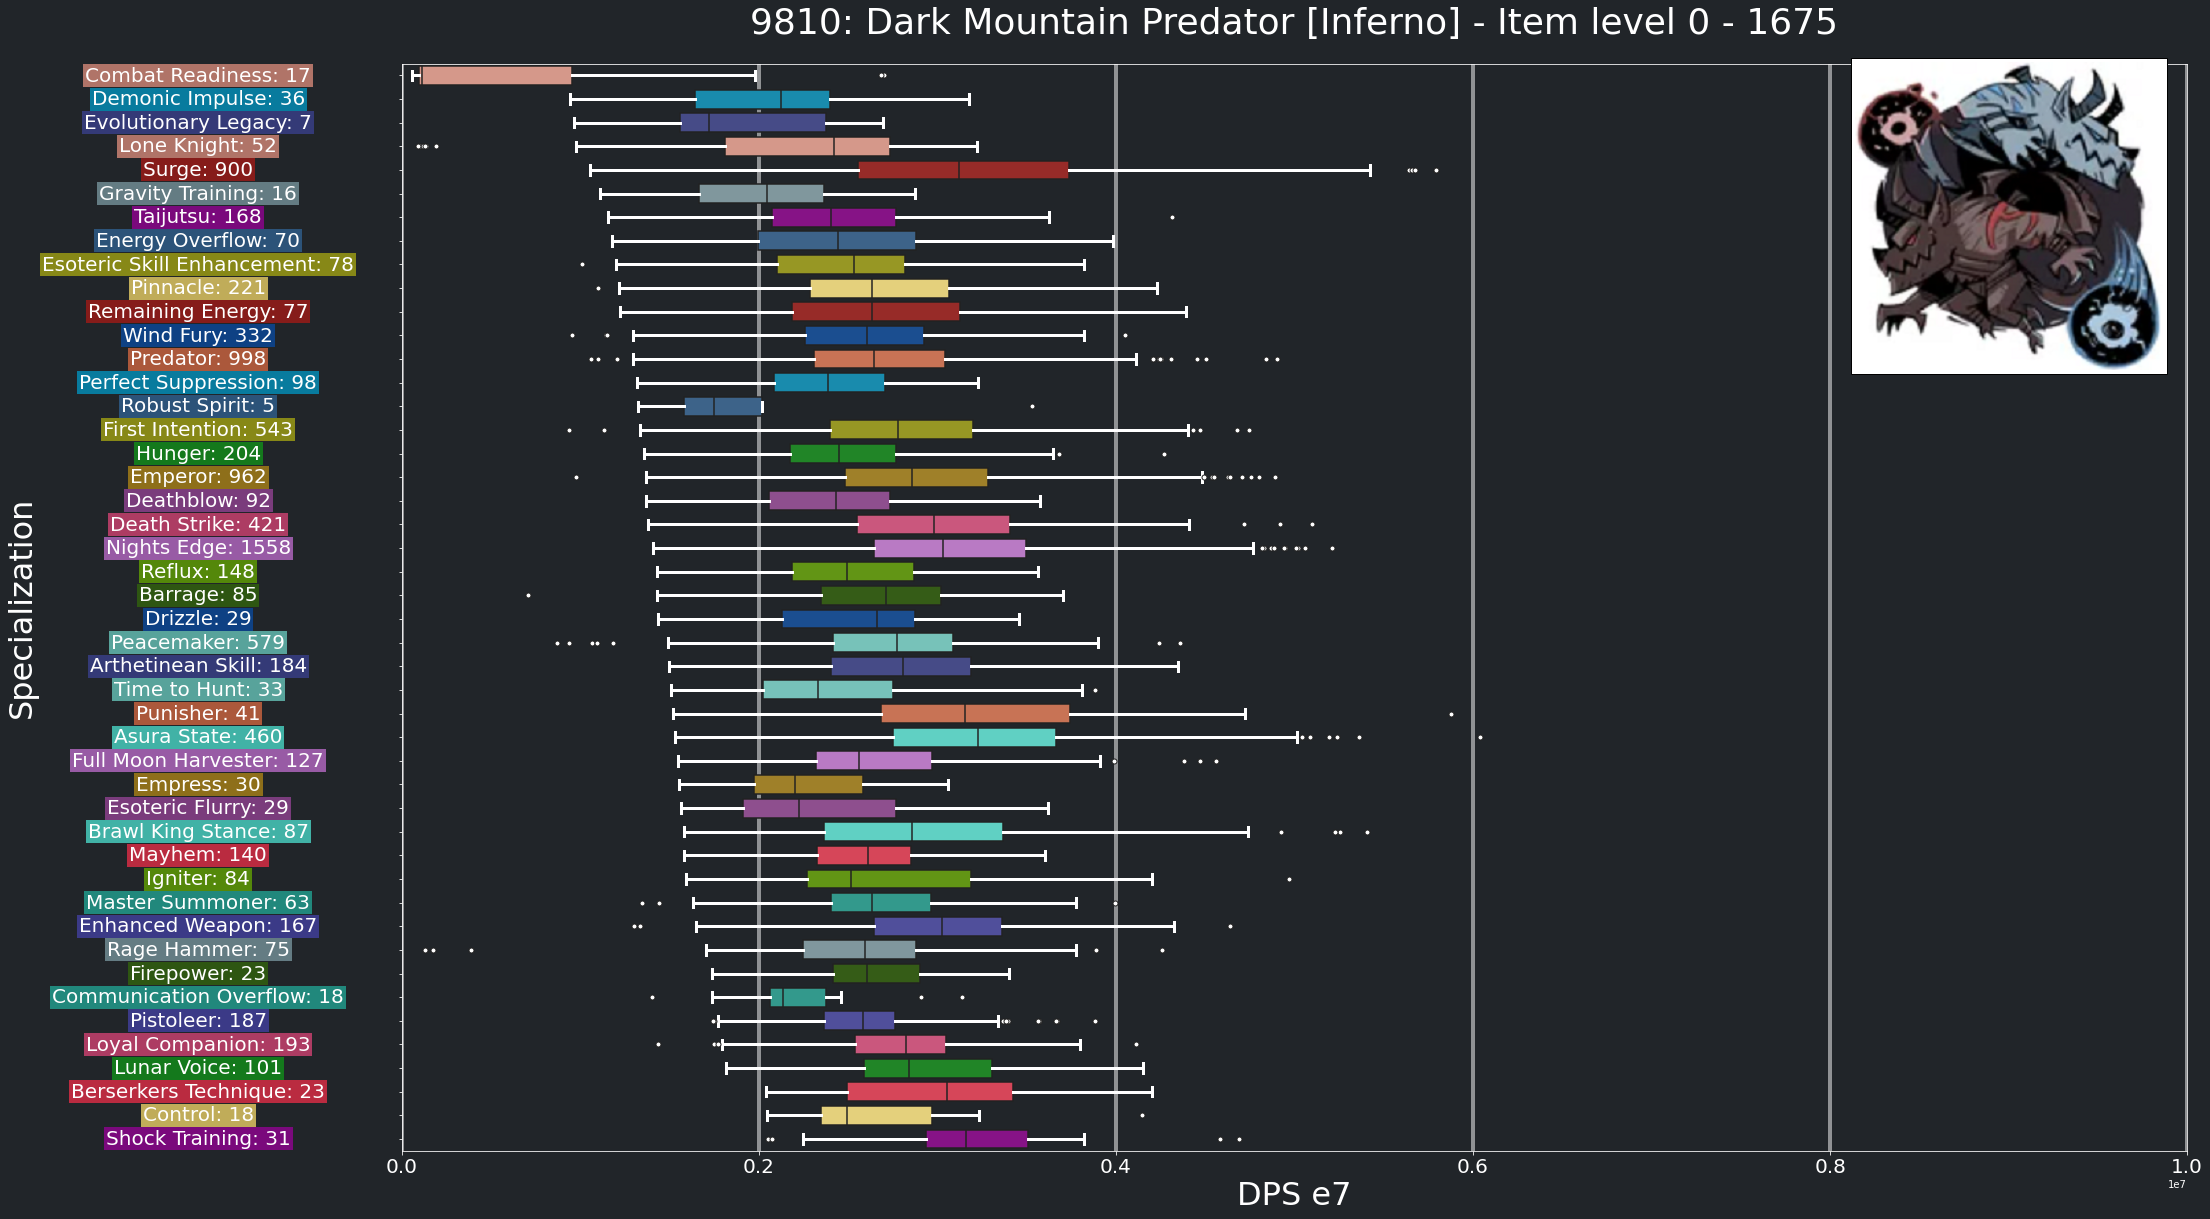 9810: Dark Mountain Predator [Inferno] - Item level 0 - 1675
Specialization
Combat Readiness: 17
Demonic Impulse: 36
Evolutionary Legacy: 7
Lone Knight: 52
Surge: 900
Gravity Training: 16
Taijutsu: 168
Energy Overflow: 70
Esoteric Skill Enhancement: 78
Pinnacle: 221
Remaining Energy: 77
Wind Fury: 332
Predator: 998
Perfect Suppression: 98
Robust Spirit: 5
First Intention: 543
Hunger: 204
Emperor: 962
Deathblow: 92
Death Strike: 421
Nights Edge: 1558
Reflux: 148
Barrage: 85
Drizzle: 29
Peacemaker: 579
Arthetinean Skill: 184
Time to Hunt: 33
Punisher: 41
Asura State: 460
Full Moon Harvester: 127
Empress: 30
Esoteric Flurry: 29
Brawl King Stance: 87
Mayhem: 140
Igniter: 84
Master Summoner: 63
Enhanced Weapon: 167
Rage Hammer: 75
Firepower: 23
Communication Overflow: 18
Pistoleer: 187
Loyal Companion: 193
Lunar Voice: 101
Berserkers Technique: 23
Control: 18
Shock Training: 31
0.0 0.2 0.4 0.6 0.8 1.0
1e7
DPS e7